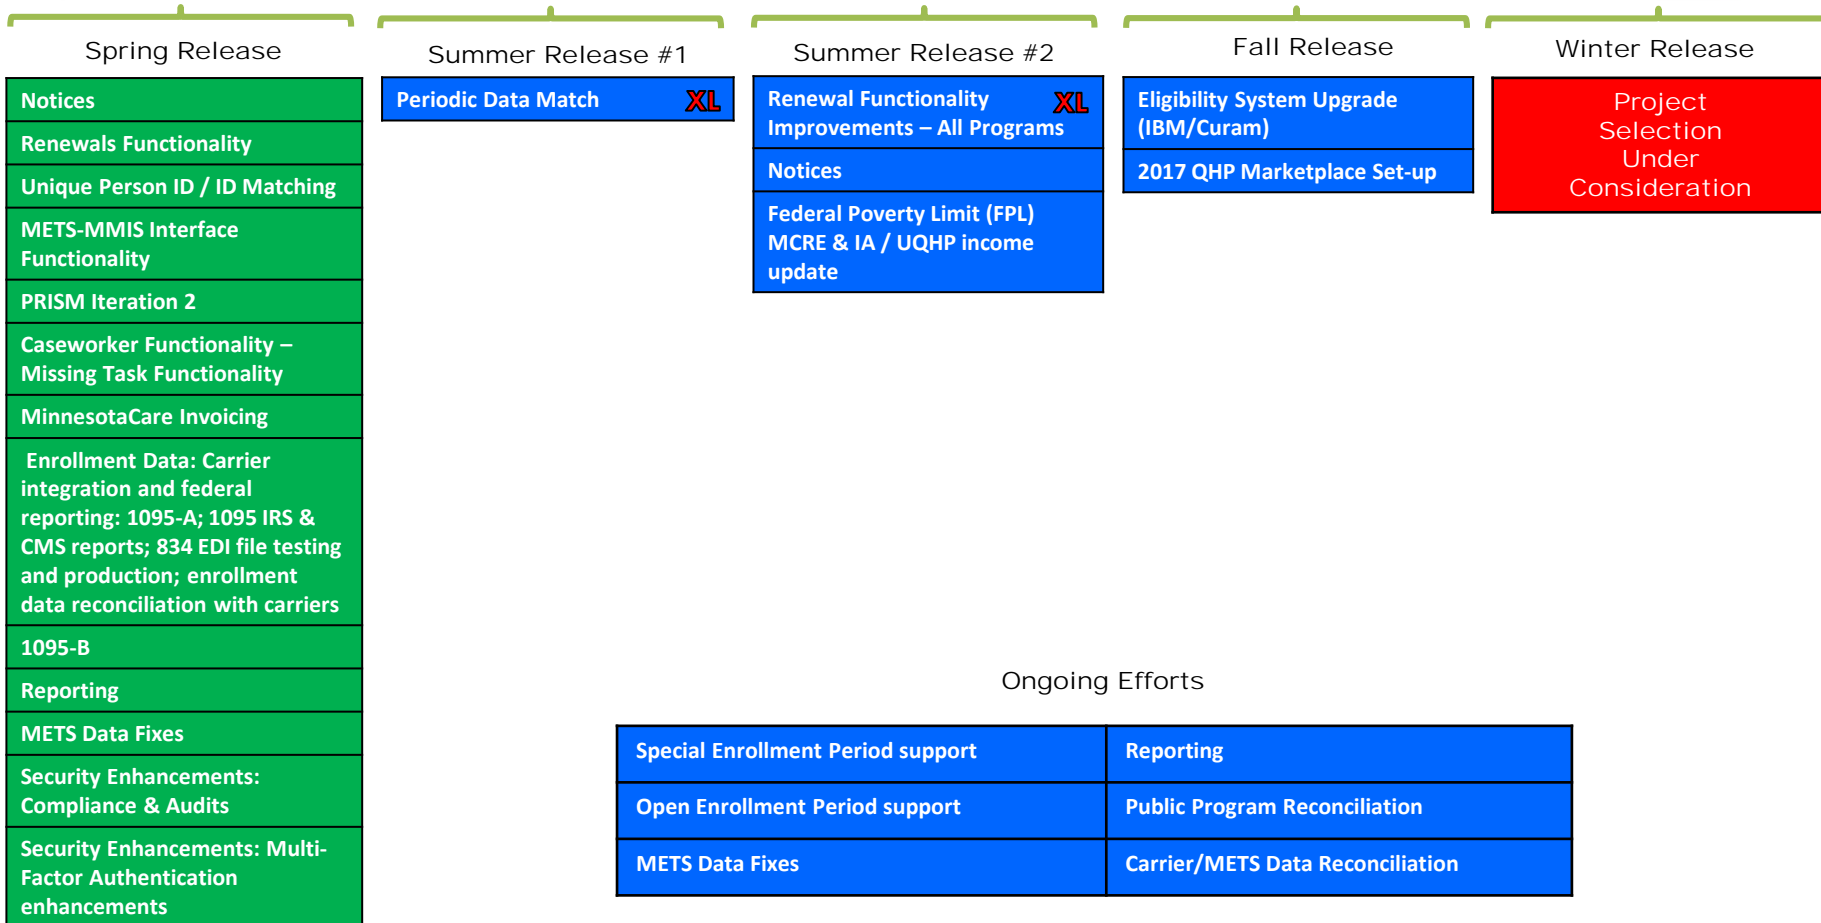 Spring Release
Notices
Renewals Functionality
Unique Person ID / ID Matching
METS-MMIS Interface
Functionality
PRISM Iteration 2
Caseworker Functionality –
Missing Task Functionality
MinnesotaCare Invoicing
Enrollment Data: Carrier
integration and federal
reporting: 1095-A; 1095 IRS &
CMS reports; 834 EDI file testing
and production; enrollment
data reconciliation with carriers
1095-B
Reporting
METS Data Fixes
Security Enhancements:
Compliance & Audits
Security Enhancements: Multi-
Factor Authentication
enhancements
Summer Release #1
Periodic Data Match XL
Summer Release #2
Renewal Functionality XL
Improvements – All Programs
Notices
Federal Poverty Limit (FPL)
MCRE & IA / UQHP income
update
Fall Release
Eligibility System Upgrade
(IBM/Curam)
2017 QHP Marketplace Set-up
Winter Release
Project
Selection
Under
Consideration
Ongoing Efforts
Special Enrollment Period support
Reporting
Open Enrollment Period support
Public Program Reconciliation
METS Data Fixes
Carrier/METS Data Reconciliation